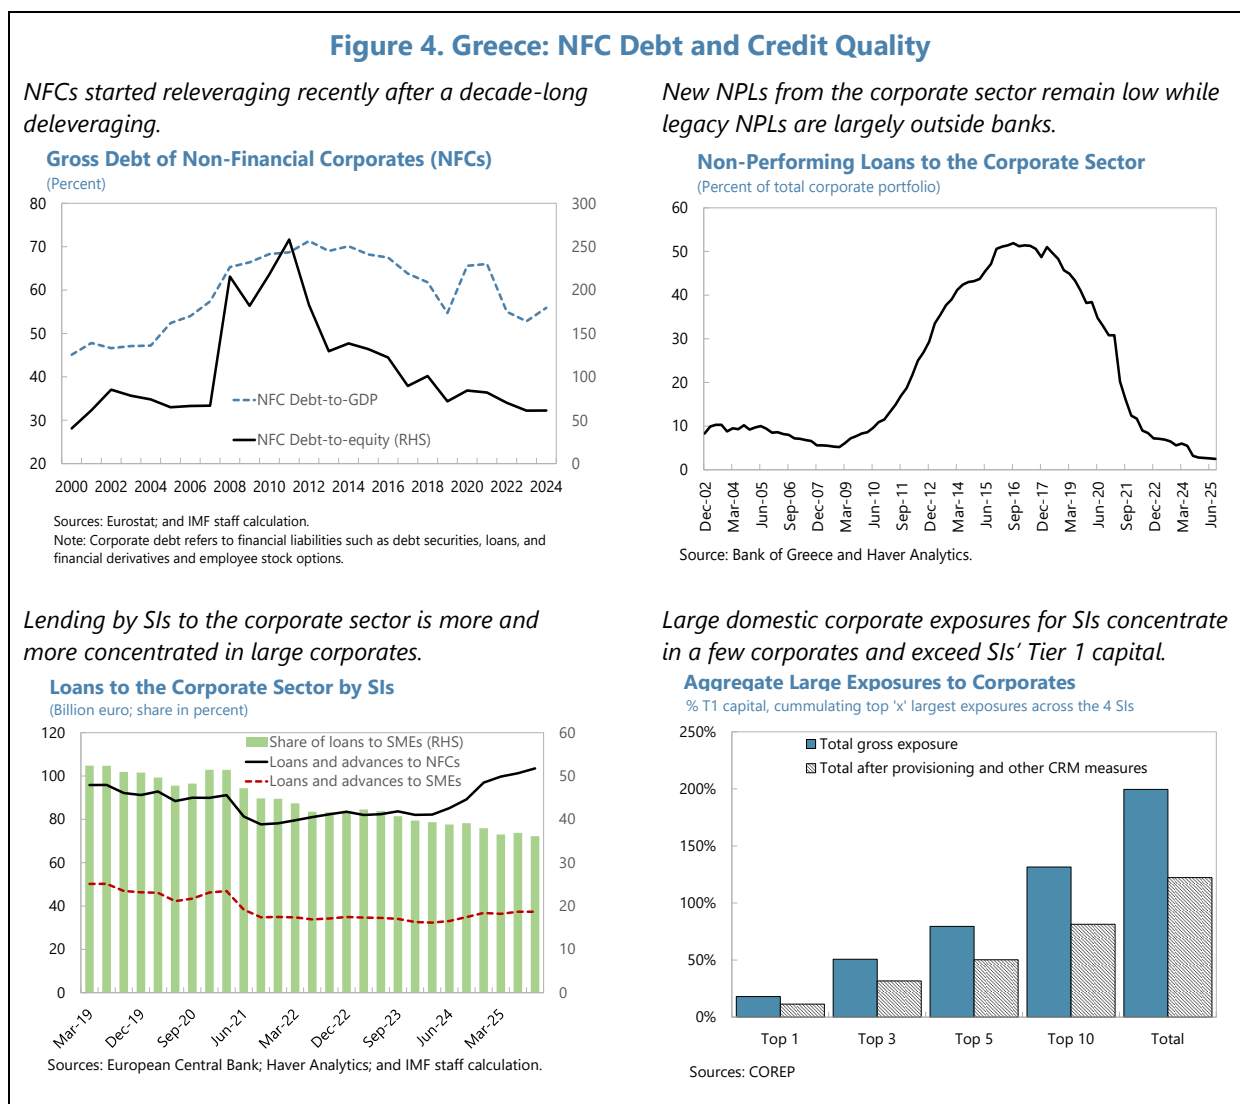 Figure 4. Greece: NFC Debt and Credit Quality
NFCs started releveraging recently after a decade-long
deleveraging.
Gross Debt of Non-Financial Corporates (NFCs)
(Percent)
80
70
60
50
40
30
20
300
250
200
150
100
50
0
NFC Debt-to-GDP
NFC Debt-to-equity (RHS)
2000 2002 2004 2006 2008 2010 2012 2014 2016 2018 2020 2022 2024
Sources: Eurostat; and IMF staff calculation.
Note: Corporate debt refers to financial liabilities such as debt securities, loans, and
financial derivatives and employee stock options.
New NPLs from the corporate sector remain low while
legacy NPLs are largely outside banks.
Non-Performing Loans to the Corporate Sector
(Percent of total corporate portfolio)
60
50
40
30
20
10
0
Dec-02
Mar-04
Jun-05
Sep-06
Dec-07
Mar-09
Jun-10
Sep-11
Dec-12
Mar-14
Jun-15
Sep-16
Dec-17
Mar-19
Jun-20
Sep-21
Dec-22
Mar-24
Jun-25
Source: Bank of Greece and Haver Analytics.
Lending by SIs to the corporate sector is more and
more concentrated in large corporates.
Loans to the Corporate Sector by SIs
(Billion euro; share in percent)
120
100
80
60
40
20
0
60
50
40
30
20
10
0
Share of loans to SMEs (RHS)
Loans and advances to NFCs
Loans and advances to SMEs
Mar-19
Dec-19
Sep-20
Jun-21
Mar-22
Dec-22
Sep-23
Jun-24
Mar-25
Sources: European Central Bank; Haver Analytics; and IMF staff calculation.
Large domestic corporate exposures for SIs concentrate
in a few corporates and exceed SIs' Tier 1 capital.
Aggregate Large Exposures to Corporates
% T1 capital, cummulating top 'x' largest exposures across the 4 SIs
250%
200%
150%
100%
50%
0%
Total gross exposure
Total after provisioning and other CRM measures
Top 1
Top 3
Top 5
Top 10
Total
Sources: COREP